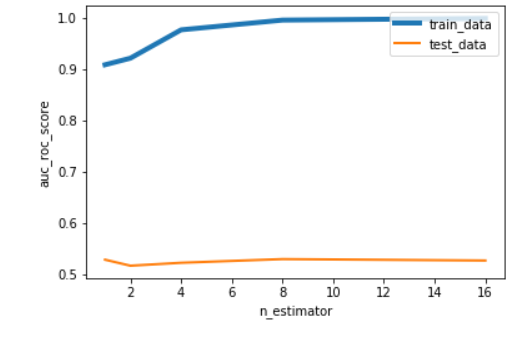 1.0
0.9
0.8
0.7
0.6
0.5
auc_roc_score
train_data
test_data
2 4 6 8 10 12 14 16
n_estimator